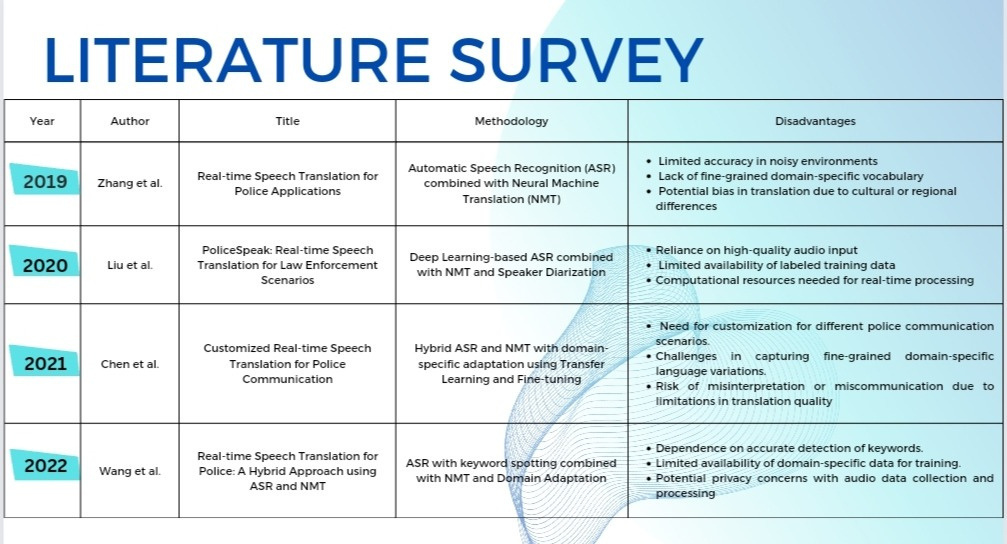 LITERATURE SURVEY
Year
Author
Title
Methodology
Disadvantages
2019
Zhang et al.
Real-time Speech Translation for
Police Applications
Automatic Speech Recognition (ASR)
combined with Neural Machine
Translation (NMT)
• Limited accuracy in noisy environments
• Lack of fine-grained domain-specific vocabulary
• Potential bias in translation due to cultural or regional
differences
2020
Liu et al.
PoliceSpeak: Real-time Speech
Translation for Law Enforcement
Scenarios
Deep Learning-based ASR combined
with NMT and Speaker Diarization
• Reliance on high-quality audio input
• Limited availability of labeled training data
• Computational resources needed for real-time processing
2021
Chen et al.
Customized Real-time Speech
Translation for Police
Communication
Hybrid ASR and NMT with domain-
specific adaptation using Transfer
Learning and Fine-tuning
• Need for customization for different police communication
scenarios.
• Challenges in capturing fine-grained domain-specific
language variations.
• Risk of misinterpretation or miscommunication due to
limitations in translation quality
2022
Wang et al.
Real-time Speech Translation for
Police: A Hybrid Approach using
ASR and NMT
ASR with keyword spotting combined
with NMT and Domain Adaptation
• Dependence on accurate detection of keywords.
• Limited availability of domain-specific data for training.
• Potential privacy concerns with audio data collection and
processing